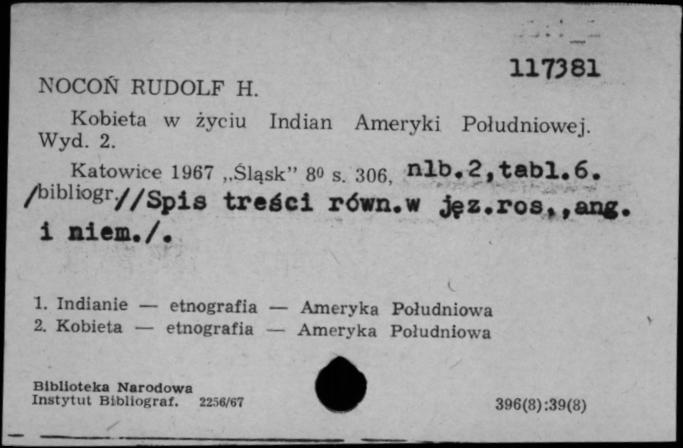 117381
NOCOŃ RUDOLF H.
Kobieta w życiu Indian Ameryki Południowej.
Wyd. 2.
Katowice 1967 „Śląsk” 8⁰ s. 306, nlb.2,tabl.6.
/bibliogr//Spis treści równ.w jęz.ros.,ang.
i niem./.
1. Indianie — etnografia — Ameryka Południowa
2. Kobieta — etnografia — Ameryka Południowa
Biblioteka Narodowa
Instytut Bibliograf. 2256/67
396(8):39(8)